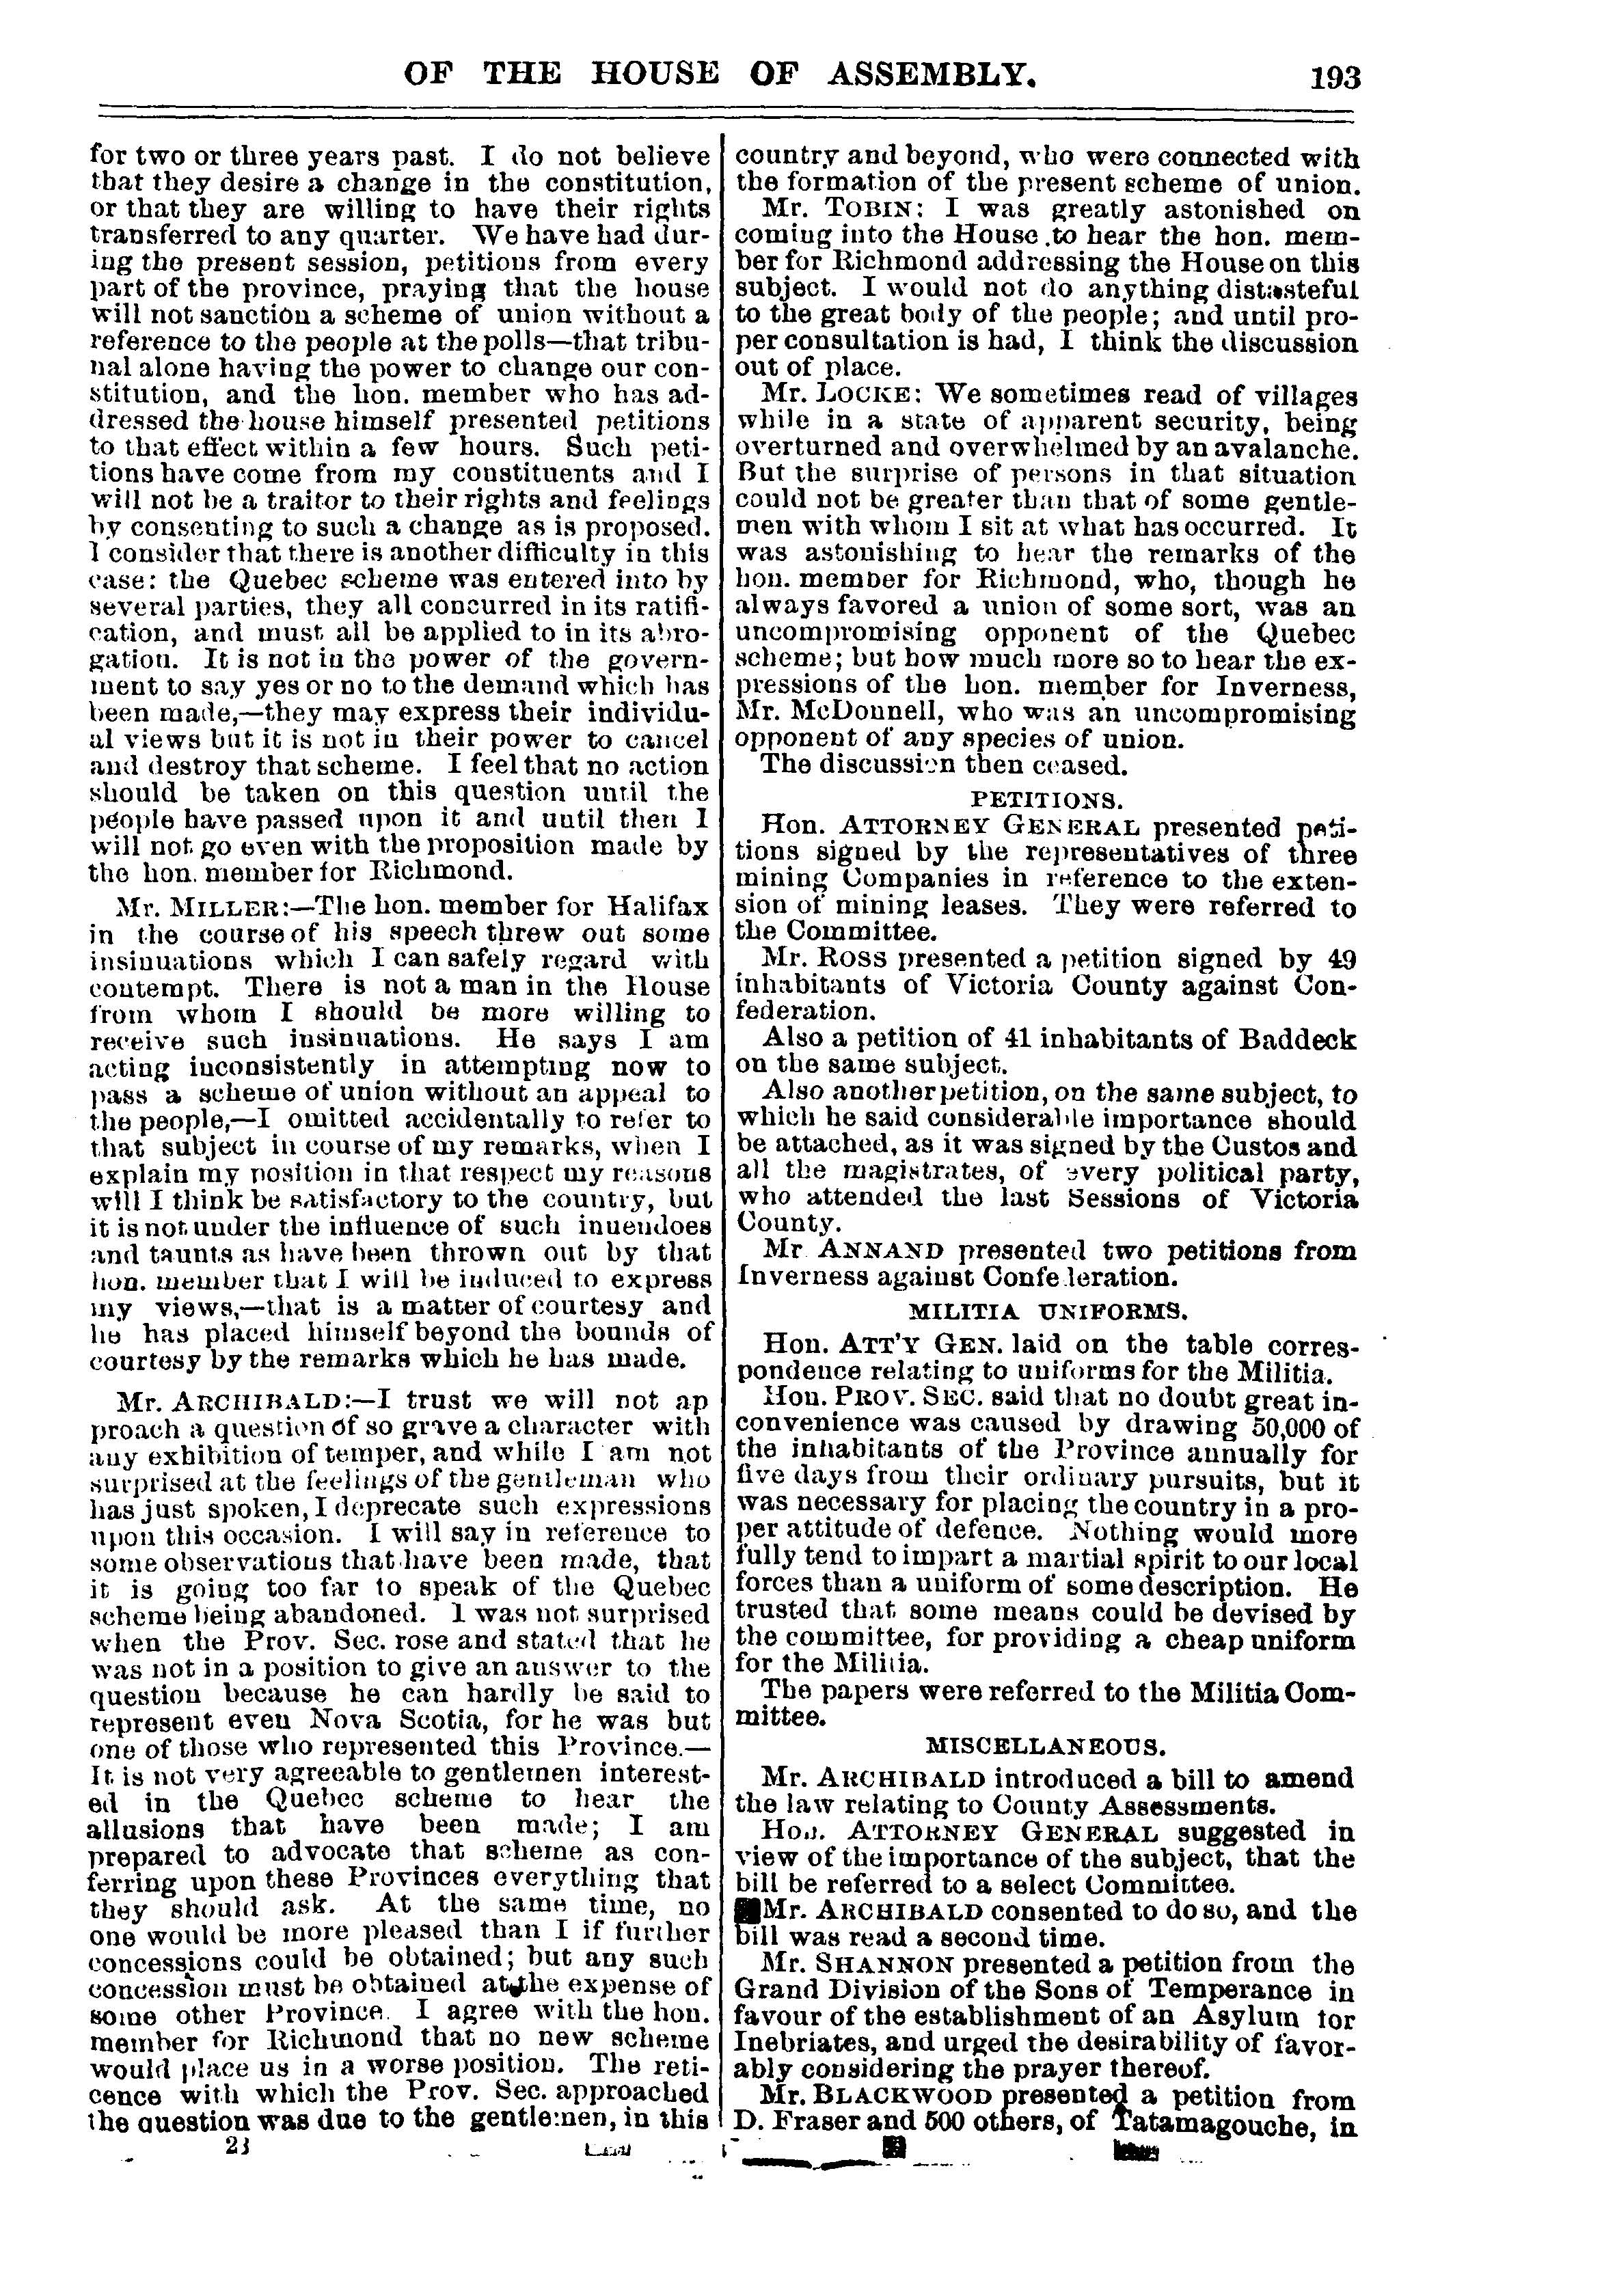 OF THE HOUSE OF ASSEMBLY.
193
for two or three years past. I do not believe
that they desire a change in the constitution,
or that they are willing to have their rights
transferred to any quarter. We have had dur-
ing the present session, petitions from every
part of the province, praying that the house
will not sanction a scheme of union without a
reference to the people at the polls—that tribu-
nal alone having the power to change our con-
stitution, and the hon. member who has ad-
dressed the house himself presented petitions
to that effect within a few hours. Such peti-
tions have come from my constituents and I
will not be a traitor to their rights and feelings
by consenting to such a change as is proposed.
I consider that there is another difficulty in this
case: the Quebec scheme was entered into by
several parties, they all concurred in its ratifi-
cation, and must all be applied to in its abro-
gation. It is not in the power of the govern-
ment to say yes or no to the demand which has
been made,—they may express their individu-
al views but it is not in their power to cancel
and destroy that scheme. I feel that no action
should be taken on this question until the
people have passed upon it and until then I
will not go even with the proposition made by
the hon. member for Richmond.
Mr. MILLER:—The hon. member for Halifax
in the course of his speech threw out some
insinuations which I can safely regard with
contempt. There is not a man in the House
from whom I should be more willing to
receive such insinuations. He says I am
acting inconsistently in attempting now to
pass a scheme of union without an appeal to
the people,—I omitted accidentally to refer to
that subject in course of my remarks, when I
explain my position in that respect my reasons
will I think be satisfactory to the country, but
it is not under the influence of such inuendoes
and taunts as have been thrown out by that
hon. member that I will be induced to express
my views,—that is a matter of courtesy and
he has placed himself beyond the bounds of
courtesy by the remarks which he has made.
Mr. ARCHIBALD:—I trust we will not ap
proach a question of so grave a character with
any exhibition of temper, and while I am not
surprised at the feelings of the gentleman who
has just spoken, I deprecate such expressions
upon this occasion. I will say in reference to
some observations that have been made, that
it is going too far to speak of the Quebec
scheme being abandoned. I was not surprised
when the Prov. Sec. rose and stated that he
was not in a position to give an answer to the
question because he can hardly be said to
represent even Nova Scotia, for he was but
one of those who represented this Province.—
It is not very agreeable to gentlemen interest-
ed in the Quebec scheme to hear the
allusions that have been made; I am
prepared to advocate that scheme as con-
ferring upon these Provinces everything that
they should ask. At the same time, no
one would be more pleased than I if further
concessions could be obtained; but any such
concession must be obtained at the expense of
some other Province. I agree with the hon.
member for Richmond that no new scheme
would place us in a worse position. The reti-
cence with which the Prov. Sec. approached
the question was due to the gentlemen, in this
23
country and beyond, who were connected with
the formation of the present scheme of union.
Mr. TOBIN: I was greatly astonished on
coming into the House to hear the hon. mem-
ber for Richmond addressing the House on this
subject. I would not do anything distasteful
to the great body of the people; and until pro-
per consultation is had, I think the discussion
out of place.
Mr. LOCKE: We sometimes read of villages
while in a state of apparent security, being
overturned and overwhelmed by an avalanche.
But the surprise of persons in that situation
could not be greater than that of some gentle-
men with whom I sit at what has occurred. It
was astonishing to hear the remarks of the
hon. member for Richmond, who, though he
always favored a union of some sort, was an
uncompromising opponent of the Quebec
scheme; but how much more so to hear the ex-
pressions of the hon. member for Inverness,
Mr. McDonnell, who was an uncompromising
opponent of any species of union.
The discussion then ceased.
PETITIONS.
Hon. ATTORNEY GENERAL presented peti-
tions signed by the representatives of three
mining Companies in reference to the exten-
sion of mining leases. They were referred to
the Committee.
Mr. ROSS presented a petition signed by 49
inhabitants of Victoria County against Con-
federation.
Also a petition of 41 inhabitants of Baddeck
on the same subject.
Also another petition, on the same subject, to
which he said considerable importance should
be attached, as it was signed by the Custos and
all the magistrates, of every political party,
who attended the last Sessions of Victoria
County.
Mr ANNAND presented two petitions from
Inverness against Confederation.
MILITIA UNIFORMS.
Hon. ATT'Y GEN. laid on the table corres-
pondence relating to uniforms for the Militia.
Hon. PROV. SEC. said that no doubt great in-
convenience was caused by drawing 50,000 of
the inhabitants of the Province annually for
five days from their ordinary pursuits, but it
was necessary for placing the country in a pro-
per attitude of defence. Nothing would more
fully tend to impart a martial spirit to our local
forces than a uniform of some description. He
trusted that some means could be devised by
the committee, for providing a cheap uniform
for the Militia.
The papers were referred to the Militia Com-
mittee.
MISCELLANEOUS.
Mr. ARCHIBALD introduced a bill to amend
the law relating to County Assessments.
Hon. ATTORNEY GENERAL suggested in
view of the importance of the subject, that the
bill be referred to a select Committee.
Mr. ARCHIBALD consented to do so, and the
bill was read a second time.
Mr. SHANNON presented a petition from the
Grand Division of the Sons of Temperance in
favour of the establishment of an Asylum for
Inebriates, and urged the desirability of favor-
ably considering the prayer thereof.
Mr. BLACKWOOD presented a petition from
D. Fraser and 500 others, of Tatamagouche, in